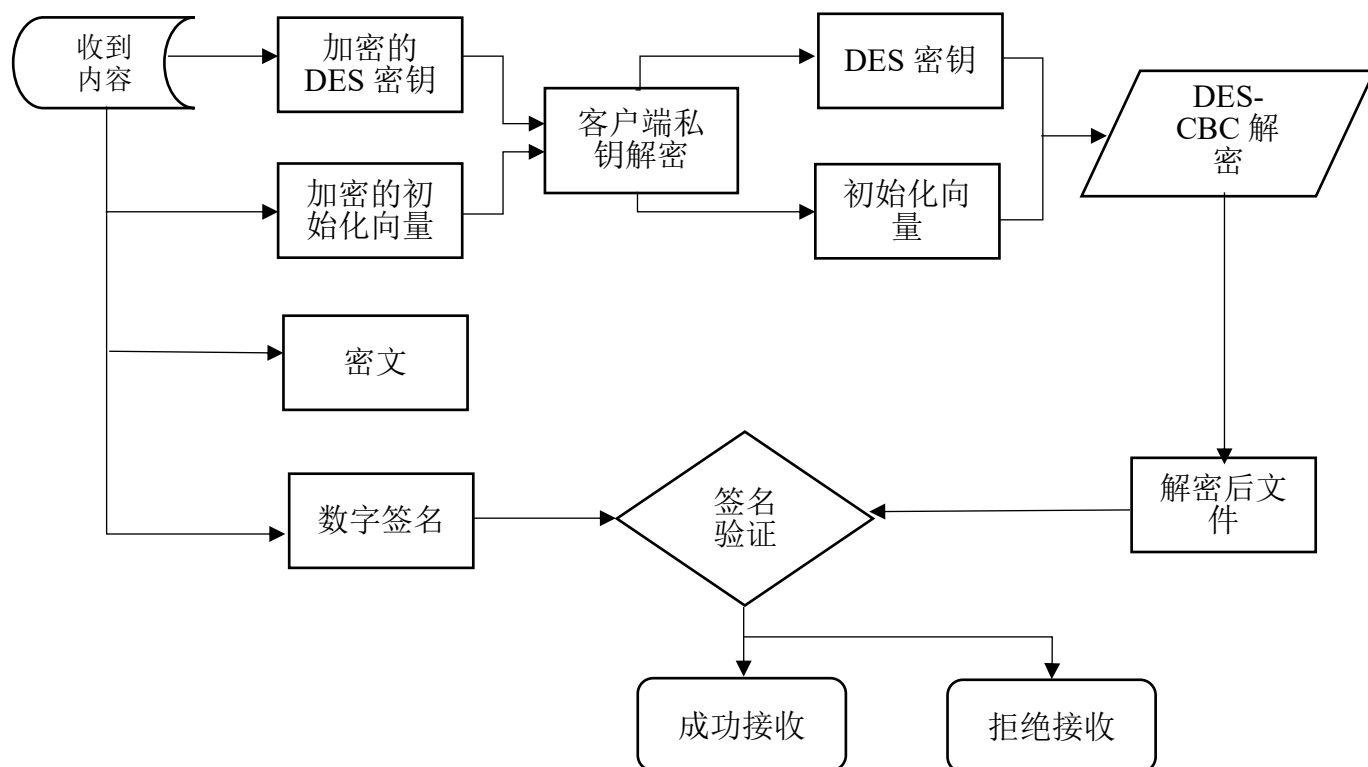 收到
内容
加密的
DES 密钥
客户端私
钥解密
DES 密钥
DES-
CBC 解
密
加密的初
始化向量
初始化向
量
密文
数字签名
签名
验证
解密后文
件
成功接收
拒绝接收